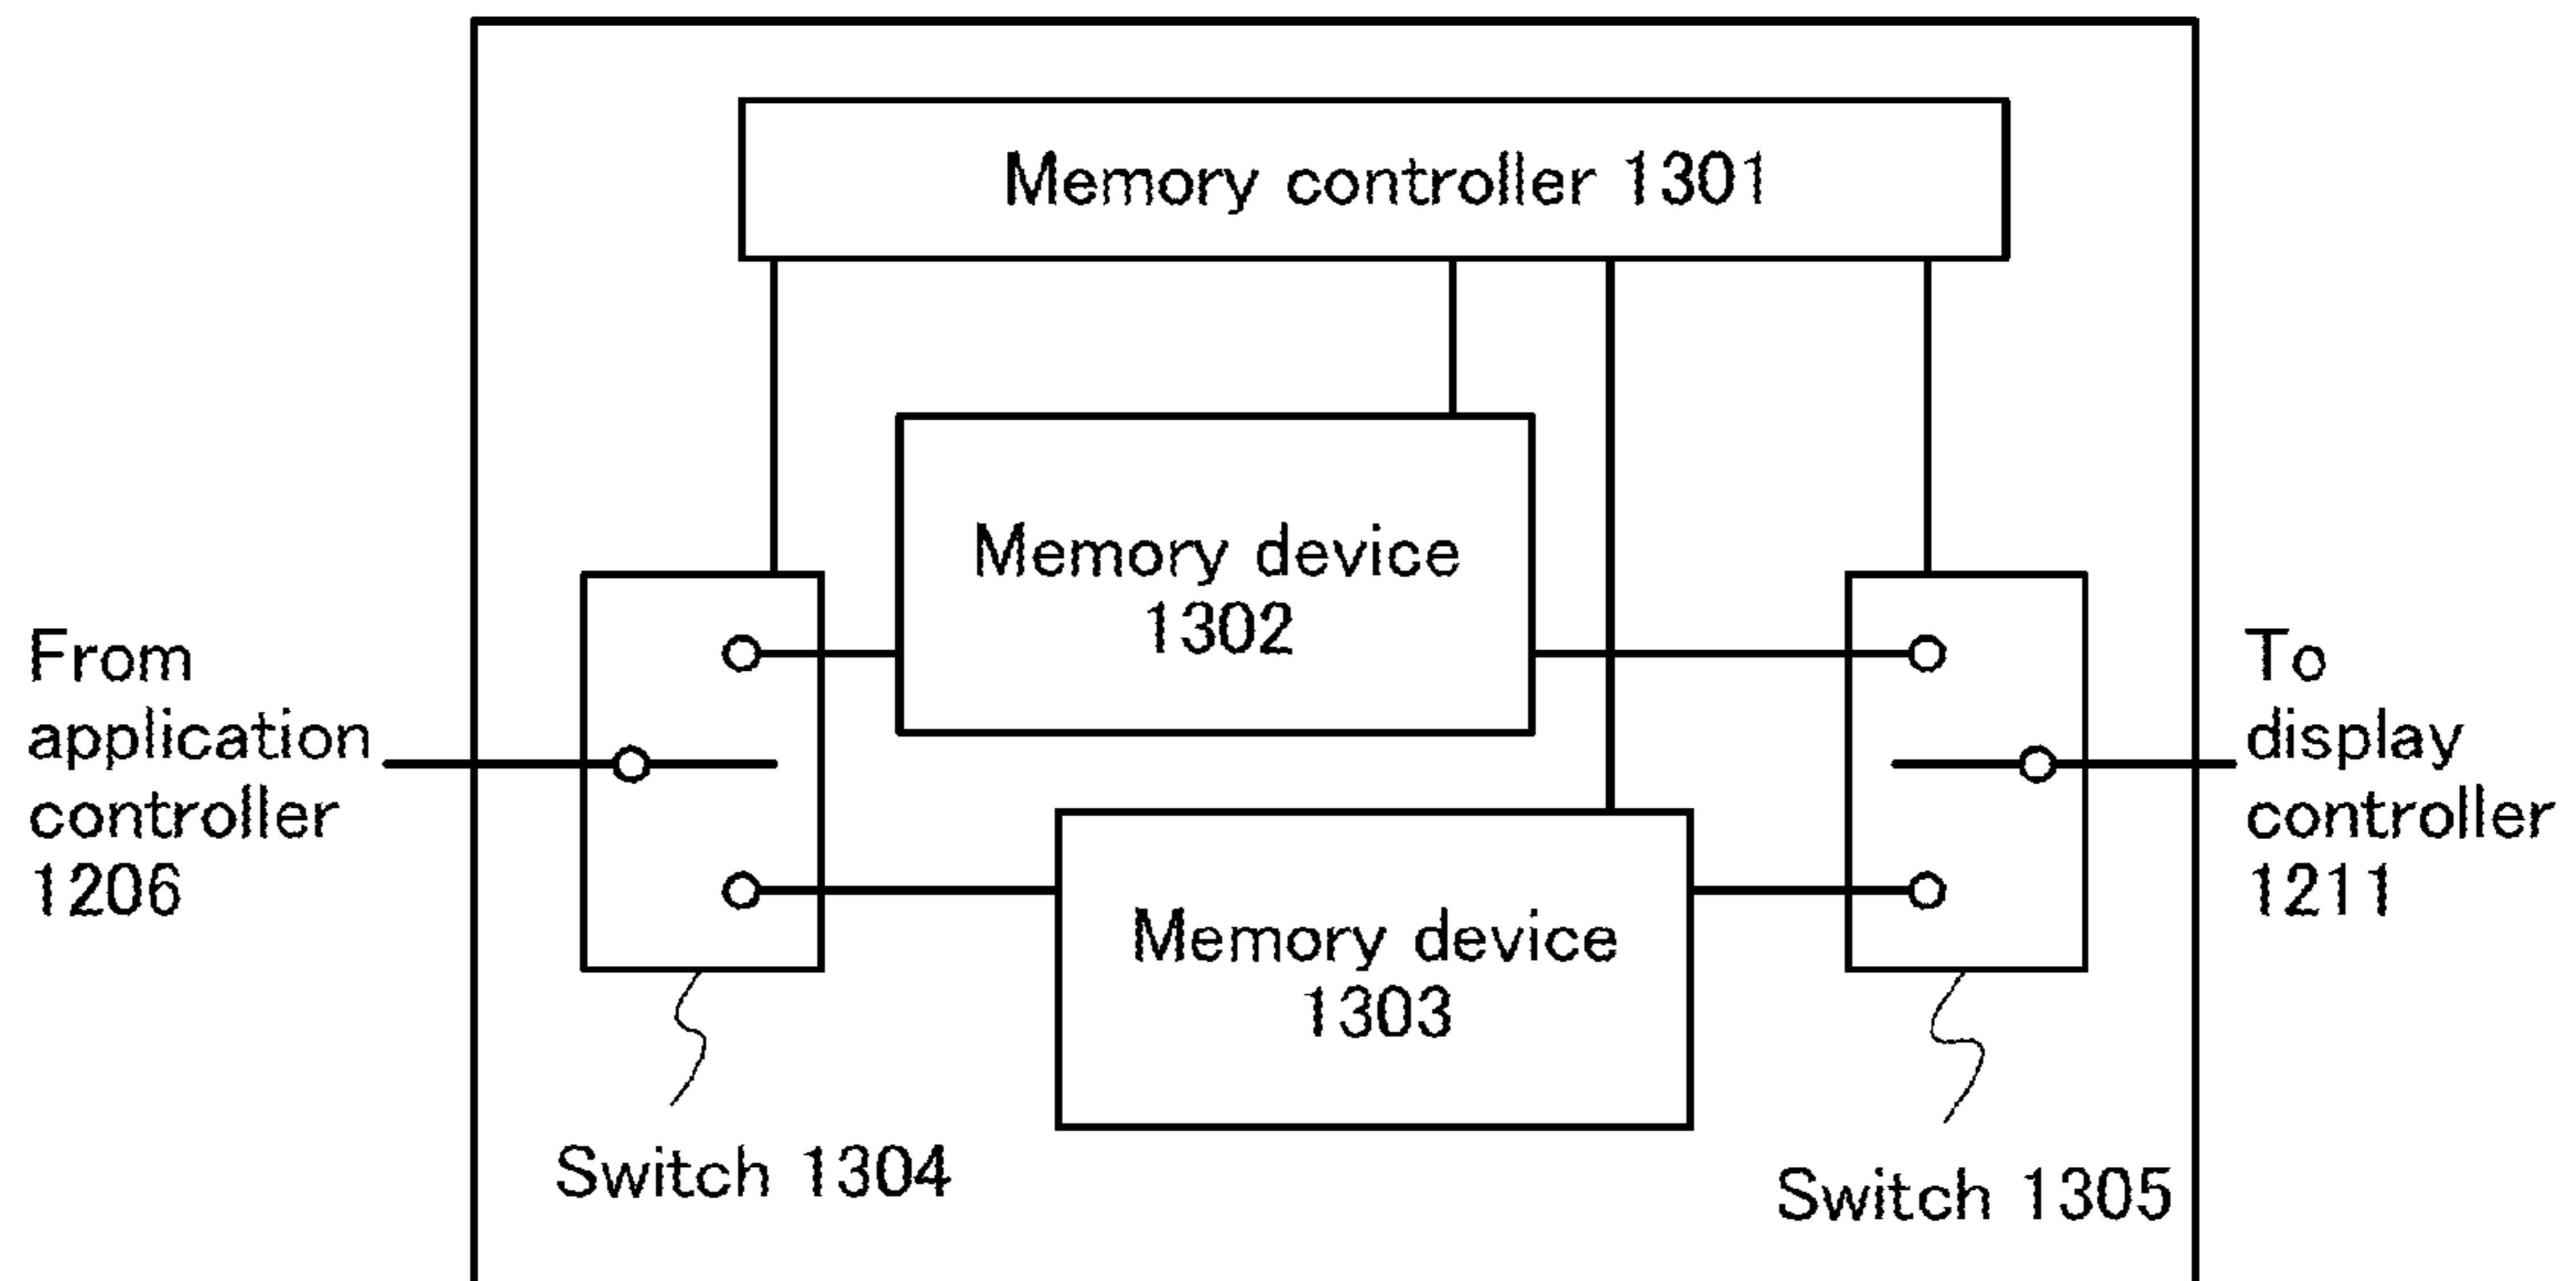 Memory controller 1301
Memory device
1302
From
application
controller
1206
To
display
controller
1211
Memory device
1303
Switch 1304
Switch 1305